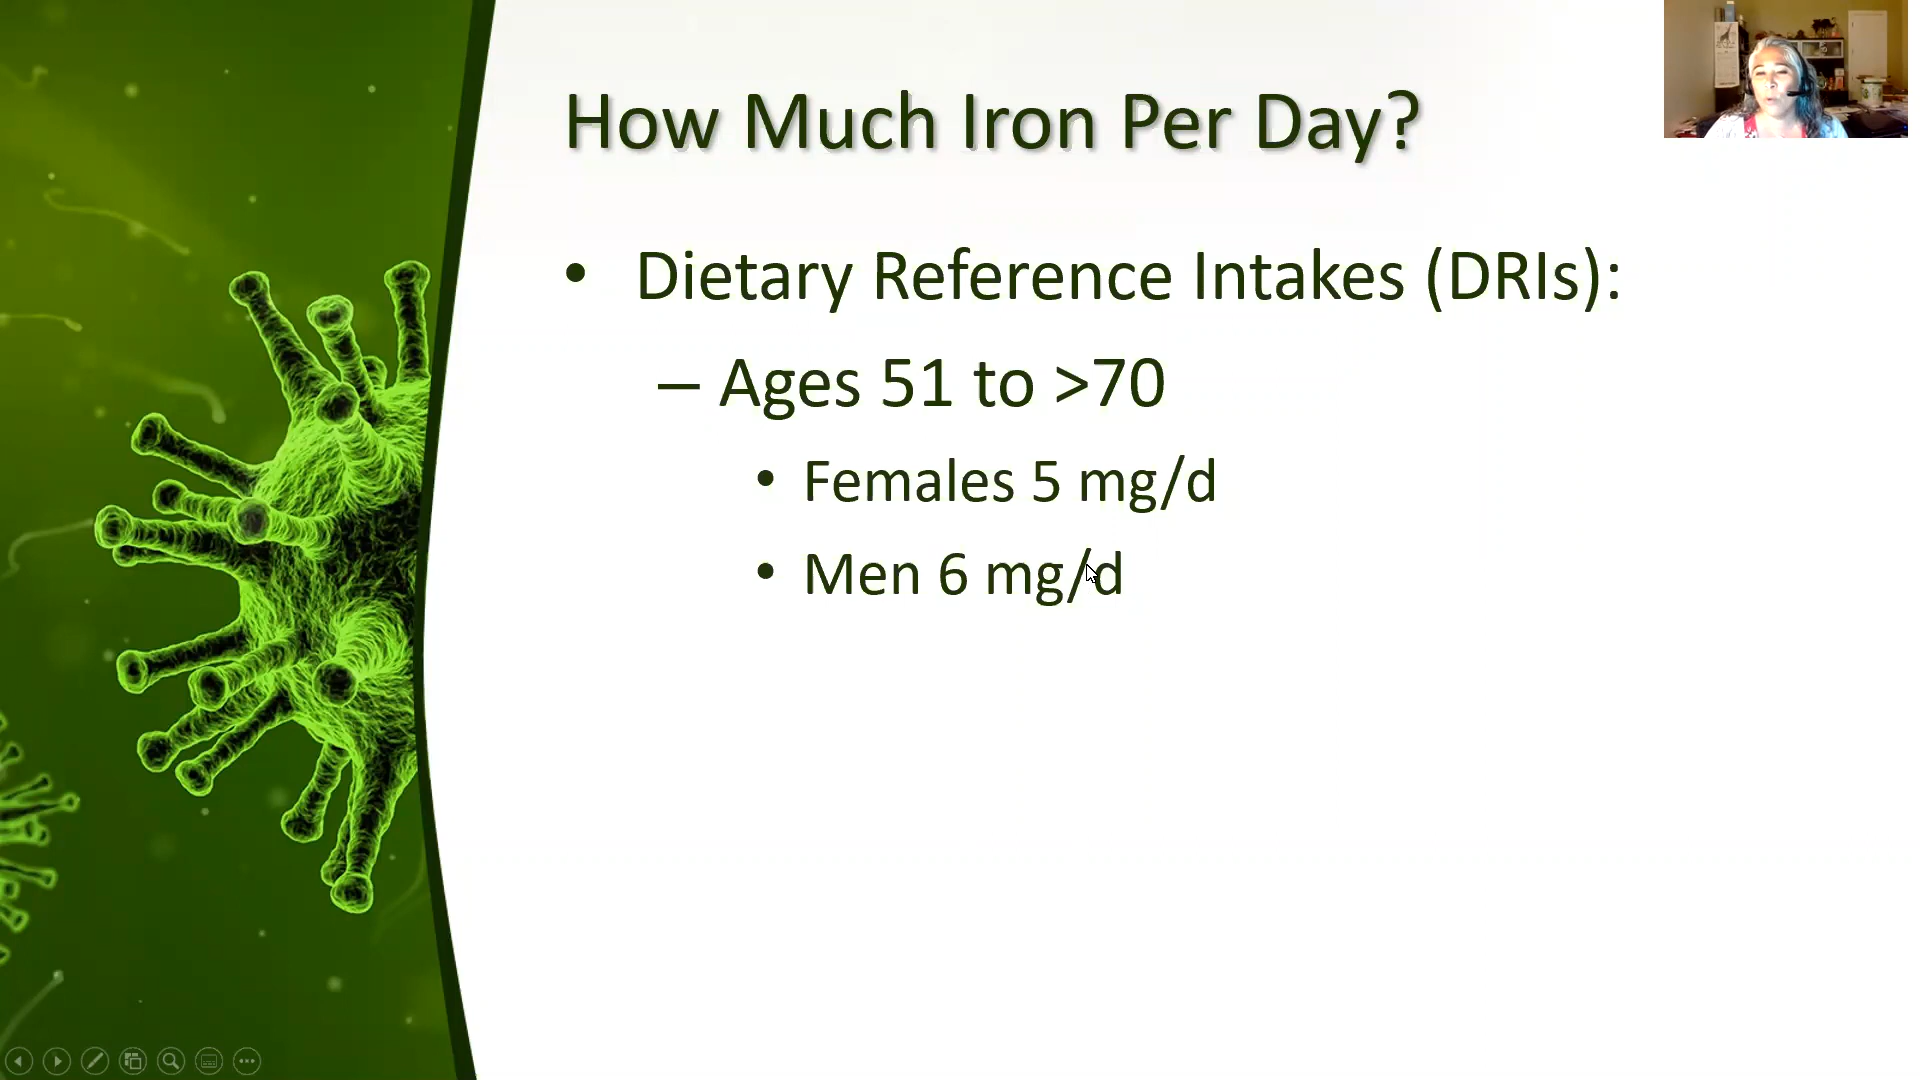 How Much Iron Per Day?
• Dietary Reference Intakes (DRIs):
– Ages 51 to >70
• Females 5 mg/d
• Men 6 mg/d